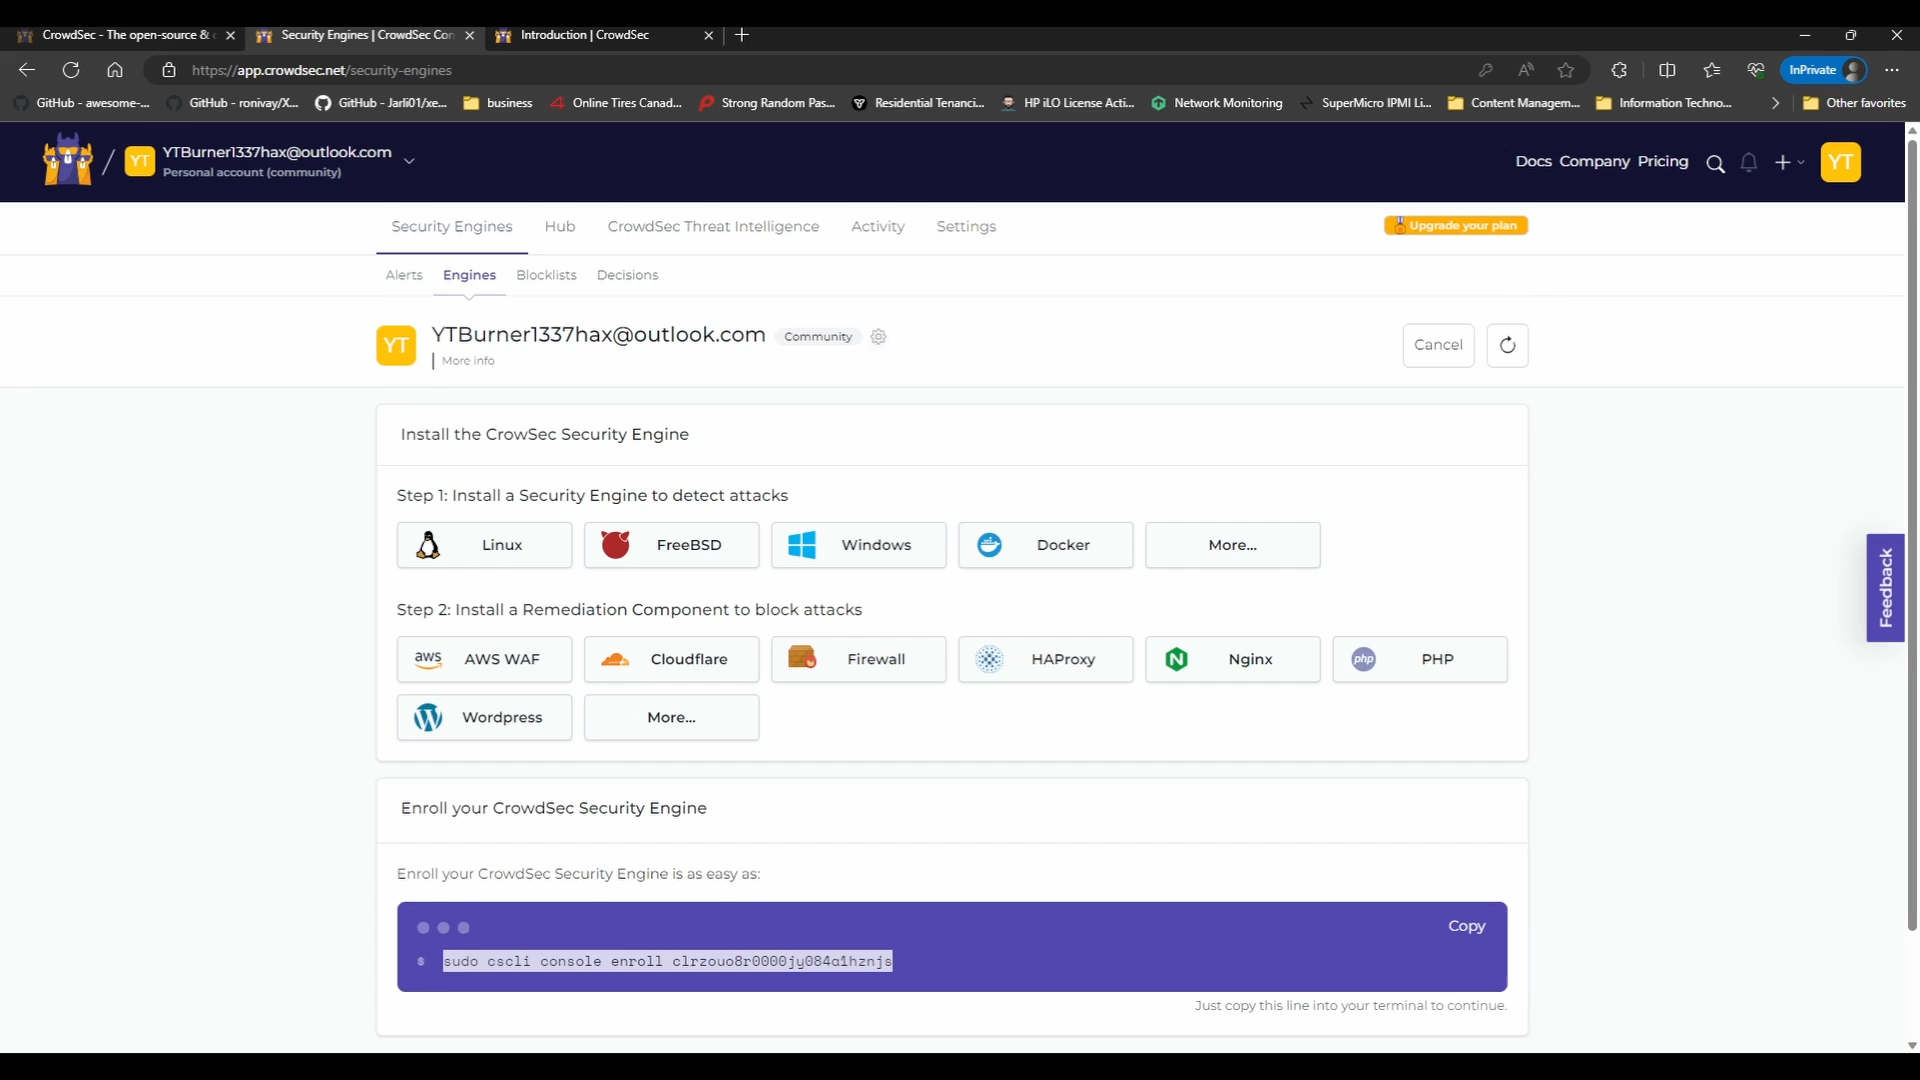 CrowdSec - The open-source &
Security Engines | CrowdSec Con
Introduction | CrowdSec
https://app.crowdsec.net/security-engines
InPrivate
GitHub - awesome-...
GitHub - ronivay/X...
GitHub - Jarli01/xe...
business
Online Tires Canad...
Strong Random Pas...
Residential Tenanci...
HP iLO License Acti...
Network Monitoring
SuperMicro IPMI Li...
Content Managem...
Information Techno...
Other favorites
/ YT YTBurner1337hax@outlook.com
Personal account (community)
Docs Company Pricing
YT
Security Engines Hub CrowdSec Threat Intelligence Activity Settings
Upgrade your plan
Alerts Engines Blocklists Decisions
YT YTBurner1337hax@outlook.com Community
More info
Cancel
Install the CrowSec Security Engine
Step 1: Install a Security Engine to detect attacks
Linux FreeBSD Windows Docker More...
Step 2: Install a Remediation Component to block attacks
aws AWS WAF Cloudflare Firewall HAProxy Nginx php PHP
Wordpress More...
Feedback
Enroll your CrowdSec Security Engine
Enroll your CrowdSec Security Engine is as easy as:
Copy
$ sudo cscli console enroll clrzouo8r0000jy084a1hznjs
Just copy this line into your terminal to continue.